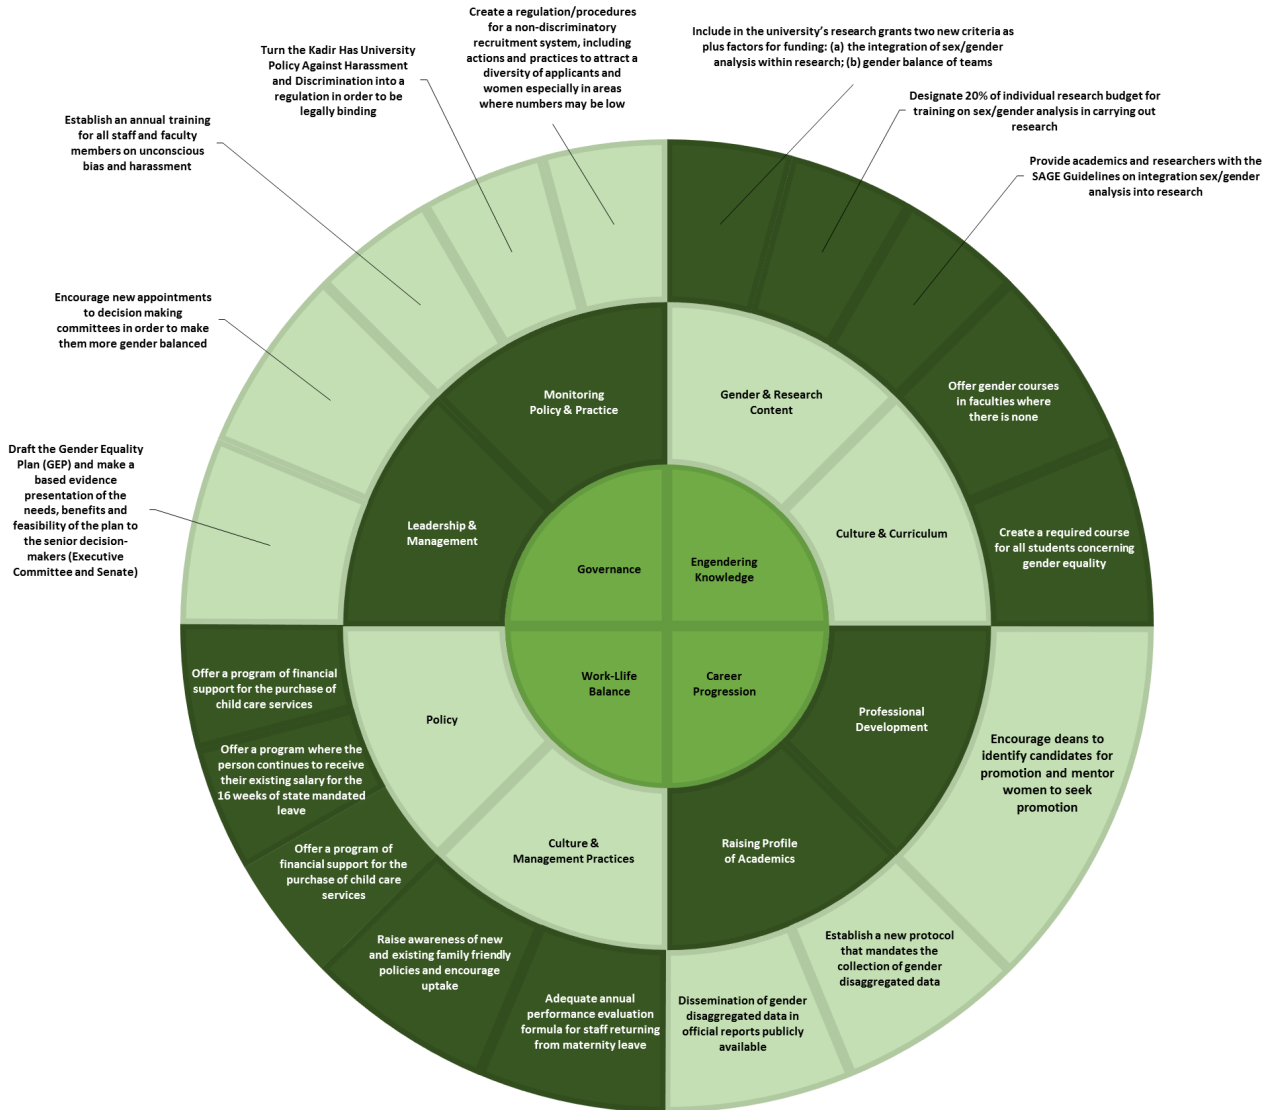 Create a regulation/procedures
for a non-discriminatory
recruitment system, including
actions and practices to attract a
diversity of applicants and
women especially in areas
where numbers may be low
Include in the university's research grants two new criteria as
plus factors for funding: (a) the integration of sex/gender
analysis within research; (b) gender balance of teams
Turn the Kadir Has University
Policy Against Harassment
and Discrimination into a
regulation in order to be
legally binding
Designate 20% of individual research budget for
training on sex/gender analysis in carrying out
research
Establish an annual training
for all staff and faculty
members on unconscious
bias and harassment
Provide academics and researchers with the
SAGE Guidelines on integration sex/gender
analysis into research
Encourage new appointments
to decision making
committees in order to make
them more gender balanced
Draft the Gender Equality
Plan (GEP) and make a
based evidence
presentation of the
needs, benefits and
feasibility of the plan to
the senior decision-
makers (Executive
Committee and Senate)
Monitoring
Policy & Practice
Gender & Research
Content
Offer gender courses
in faculties where
there is none
Leadership &
Management
Culture & Curriculum
Create a required course
for all students concerning
gender equality
Governance
Engendering
Knowledge
Work-Llife
Balance
Career
Progression
Offer a program of financial
support for the purchase of
child care services
Policy
Professional
Development
Offer a program where the
person continues to receive
their existing salary for the
16 weeks of state mandated
leave
Encourage deans to
identify candidates for
promotion and mentor
women to seek
promotion
Offer a program of
financial support for the
purchase of child care
services
Culture &
Management Practices
Raising Profile
of Academics
Raise awareness of new
and existing family friendly
policies and encourage
uptake
Establish a new protocol
that mandates the
collection of gender
disaggregated data
Adequate annual
performance evaluation
formula for staff returning
from maternity leave
Dissemination of gender
disaggregated data in
official reports publicly
available